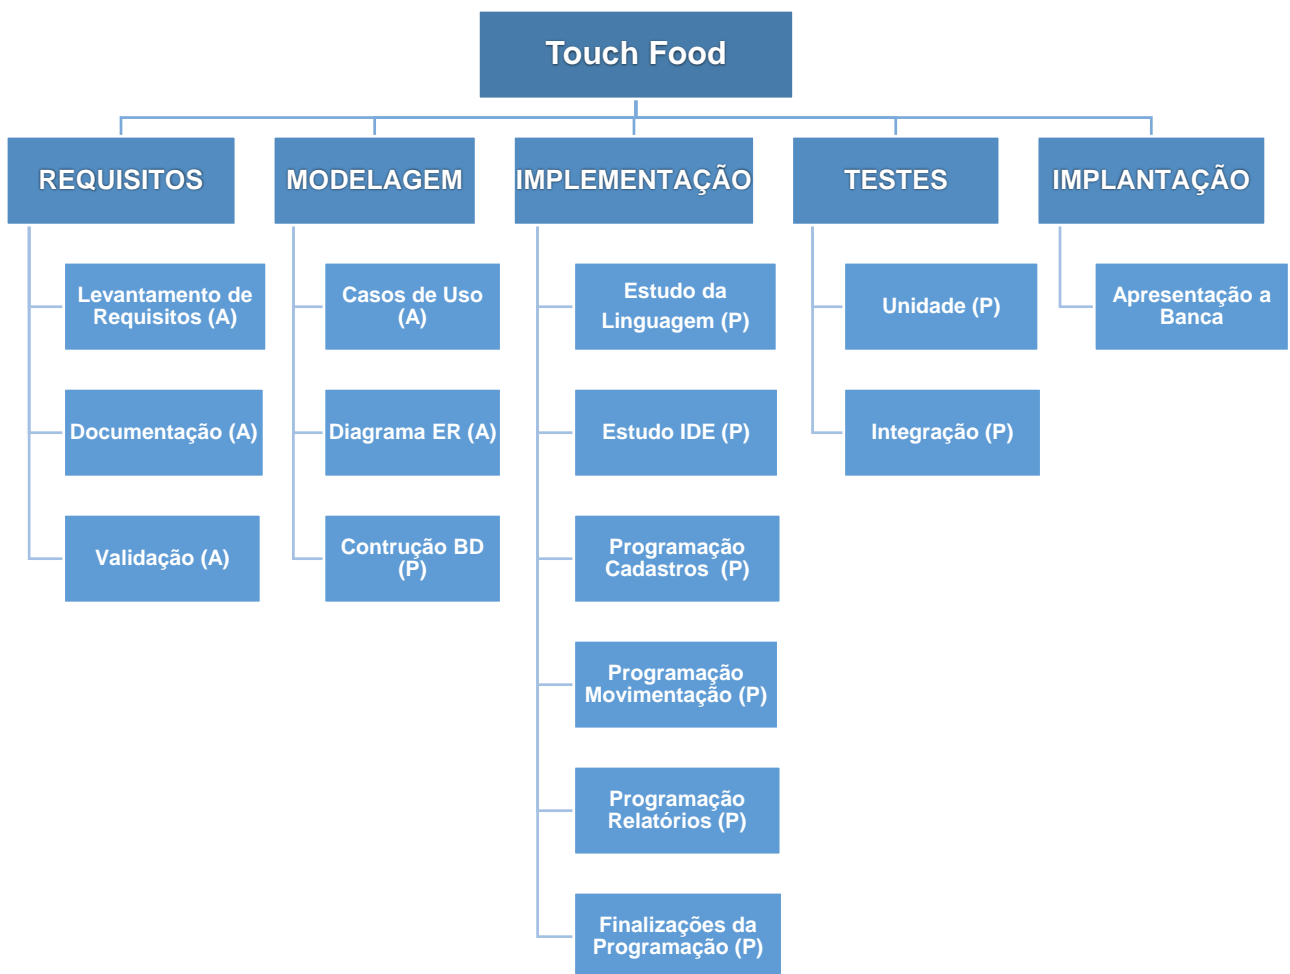 Touch Food
REQUISITOS
MODELAGEM
IMPLEMENTAÇÃO
TESTES
IMPLANTAÇÃO
Levantamento de
Requisitos (A)
Documentação (A)
Validação (A)
Casos de Uso
(A)
Diagrama ER (A)
Contrução BD
(P)
Estudo da
Linguagem (P)
Estudo IDE (P)
Programação
Cadastros (P)
Programação
Movimentação (P)
Programação
Relatórios (P)
Finalizações da
Programação (P)
Unidade (P)
Integração (P)
Apresentação a
Banca